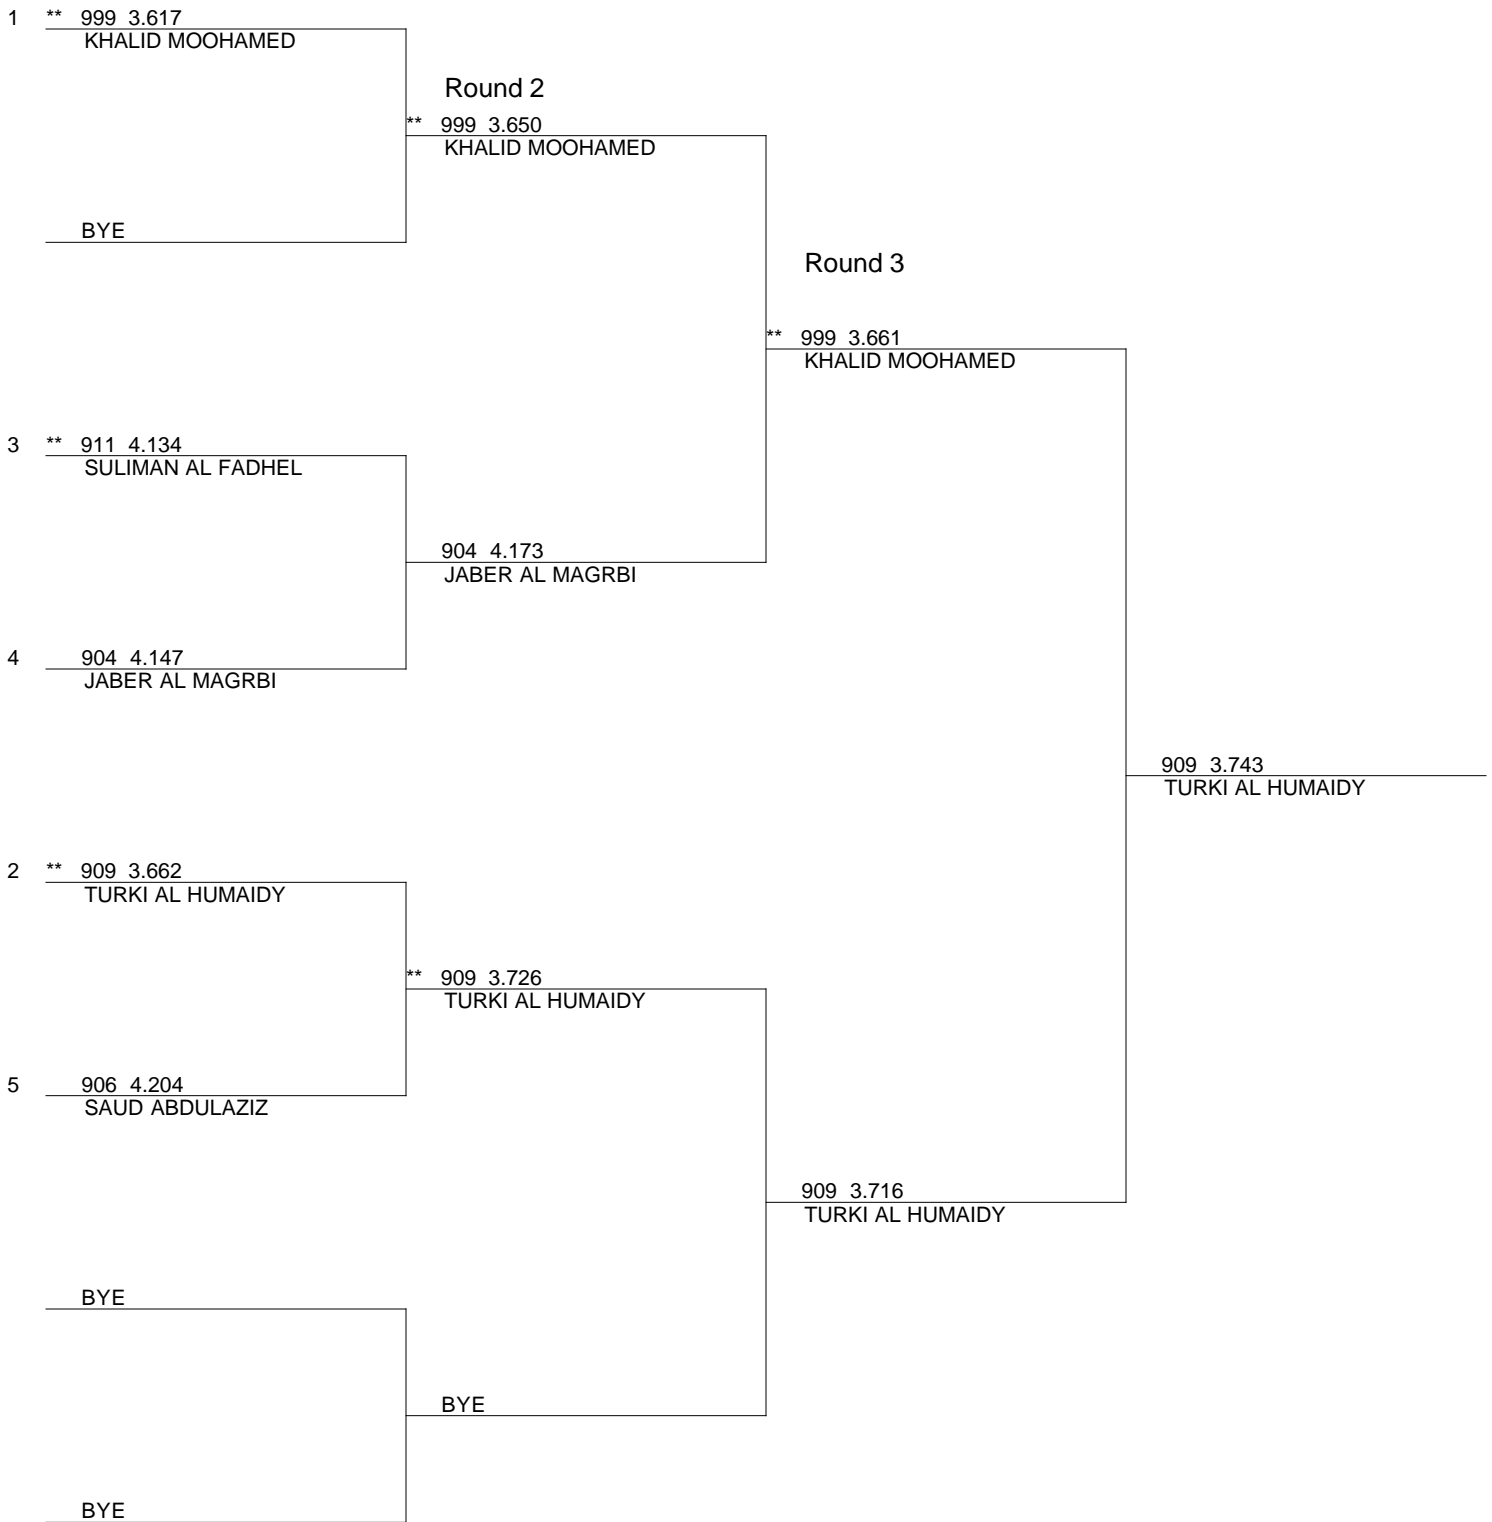 1 ** 999 3.617
KHALID MOOHAMED
Round 2
** 999 3.650
KHALID MOOHAMED
BYE
Round 3
** 999 3.661
KHALID MOOHAMED
3 ** 911 4.134
SULIMAN AL FADHEL
904 4.173
JABER AL MAGRBI
4 904 4.147
JABER AL MAGRBI
909 3.743
TURKI AL HUMAIDY
2 ** 909 3.662
TURKI AL HUMAIDY
** 909 3.726
TURKI AL HUMAIDY
5 906 4.204
SAUD ABDULAZIZ
909 3.716
TURKI AL HUMAIDY
BYE
BYE
BYE